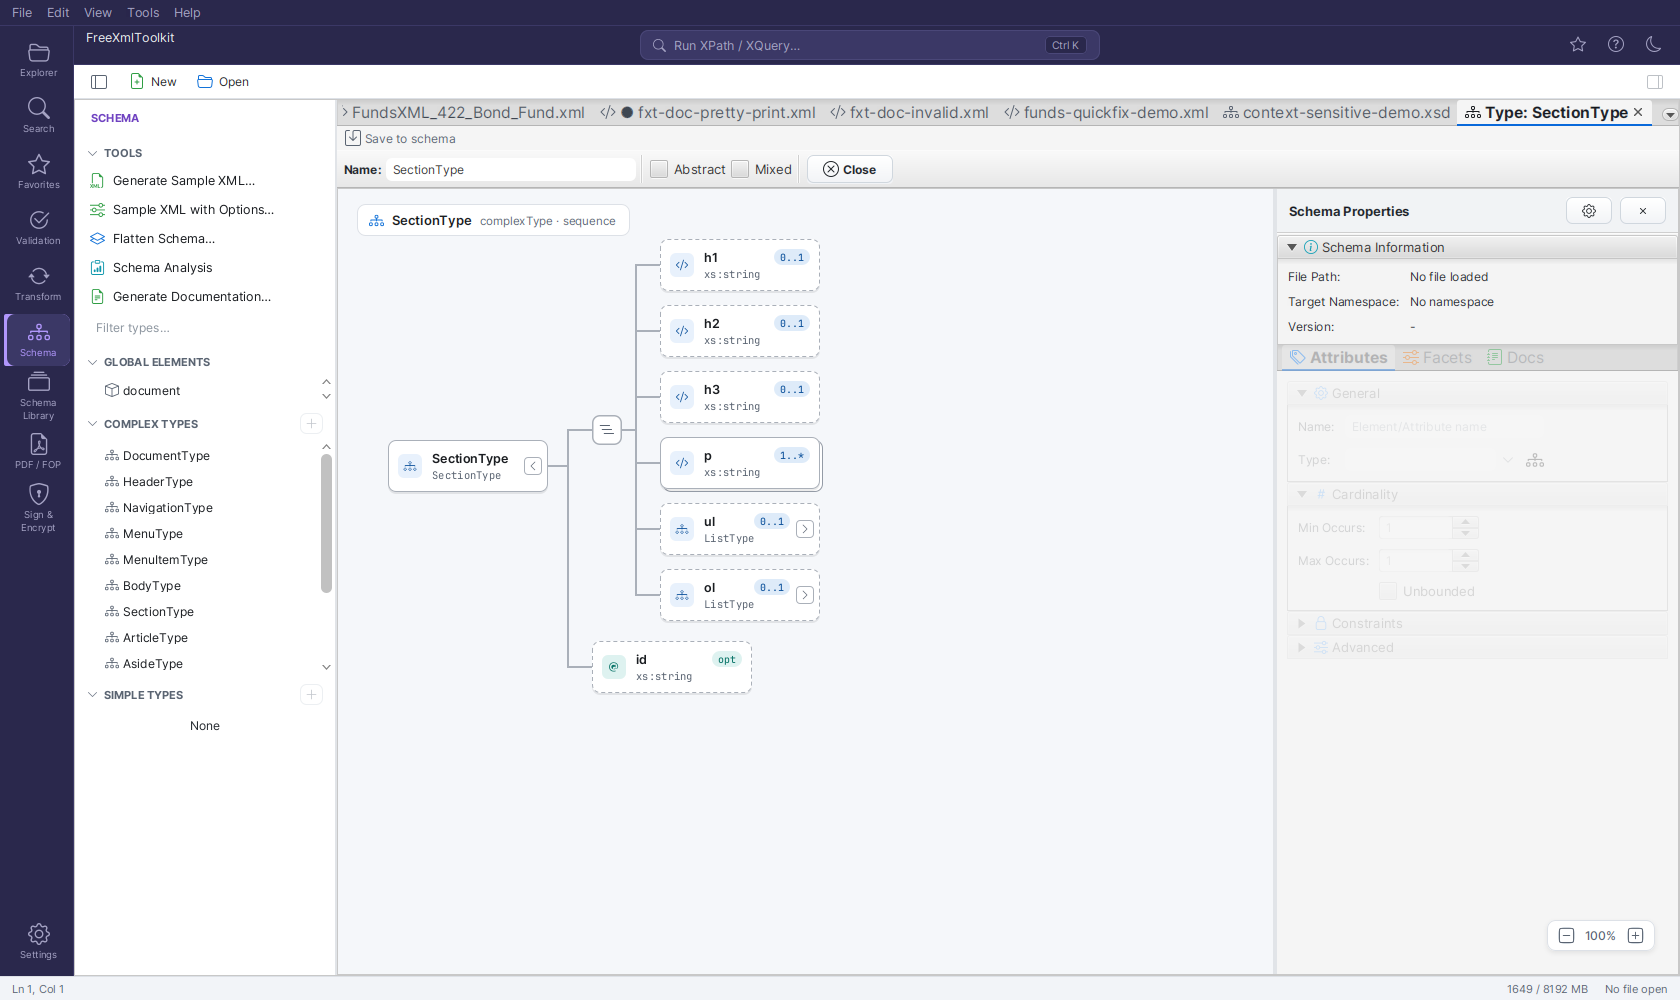 File Edit View Tools Help
FreeXmlToolkit
Run XPath / XQuery... Ctrl K
Explorer
Search
Favorites
Validation
Transform
Schema
Schema
Library
PDF / FOP
Sign &
Encrypt
Settings
New Open
SCHEMA
TOOLS
Generate Sample XML...
Sample XML with Options...
Flatten Schema...
Schema Analysis
Generate Documentation...
Filter types...
GLOBAL ELEMENTS
document
COMPLEX TYPES
DocumentType
HeaderType
NavigationType
MenuType
MenuItemType
BodyType
SectionType
ArticleType
AsideType
SIMPLE TYPES
None
FundsXML_422_Bond_Fund.xml fxt-doc-pretty-print.xml fxt-doc-invalid.xml funds-quickfix-demo.xml context-sensitive-demo.xsd Type: SectionType
Save to schema
Name: SectionType Abstract Mixed Close
SectionType complexType · sequence
h1 0..1
xs:string
h2 0..1
xs:string
h3 0..1
xs:string
p 1..*
xs:string
SectionType
SectionType
ul 0..1
ListType
ol 0..1
ListType
id opt
xs:string
Schema Properties
Schema Information
File Path: No file loaded
Target Namespace: No namespace
Version: -
Attributes Facets Docs
General
Name: Element/Attribute name
Type:
# Cardinality
Min Occurs: 1
Max Occurs: 1
Unbounded
Constraints
Advanced
100%
Ln 1, Col 1
1649 / 8192 MB No file open